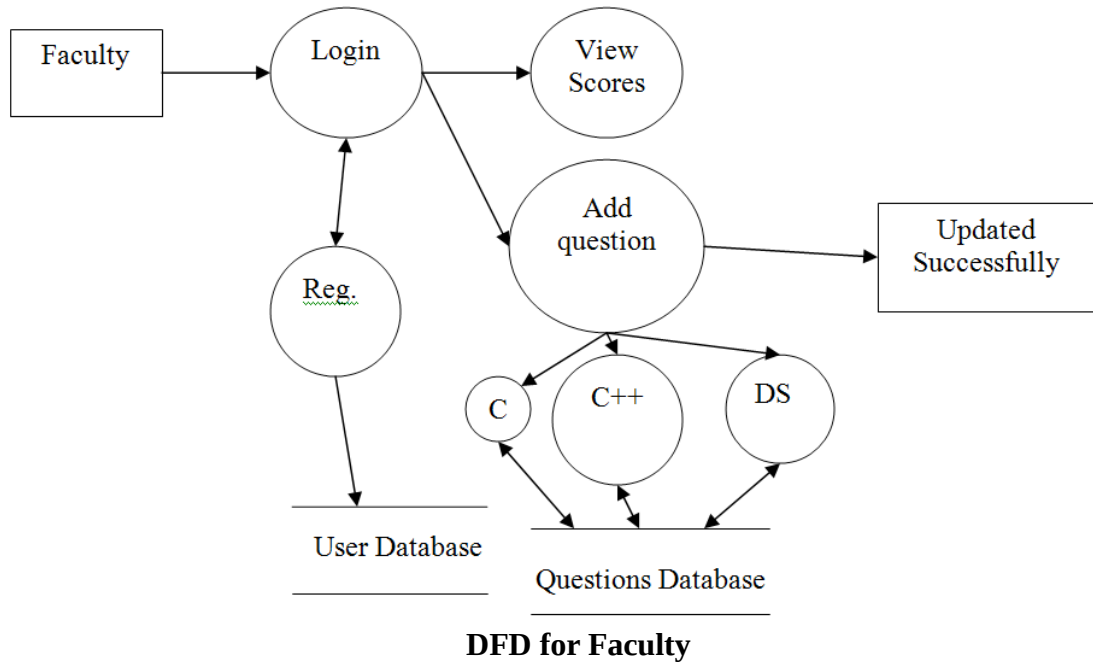 Faculty
Login
View
Scores
Add
question
Updated
Successfully
Reg.
C
C++
DS
User Database
Questions Database
DFD for Faculty